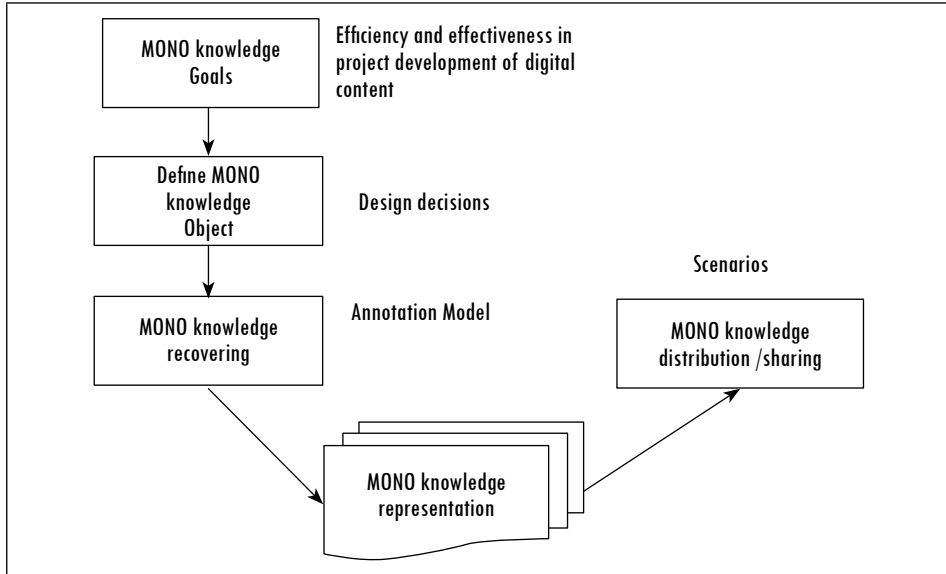 MONO knowledge
Goals
Efficiency and effectiveness in
project development of digital
content
Define MONO
knowledge
Object
Design decisions
MONO knowledge
recovering
Annotation Model
Scenarios
MONO knowledge
distribution /sharing
MONO knowledge
representation